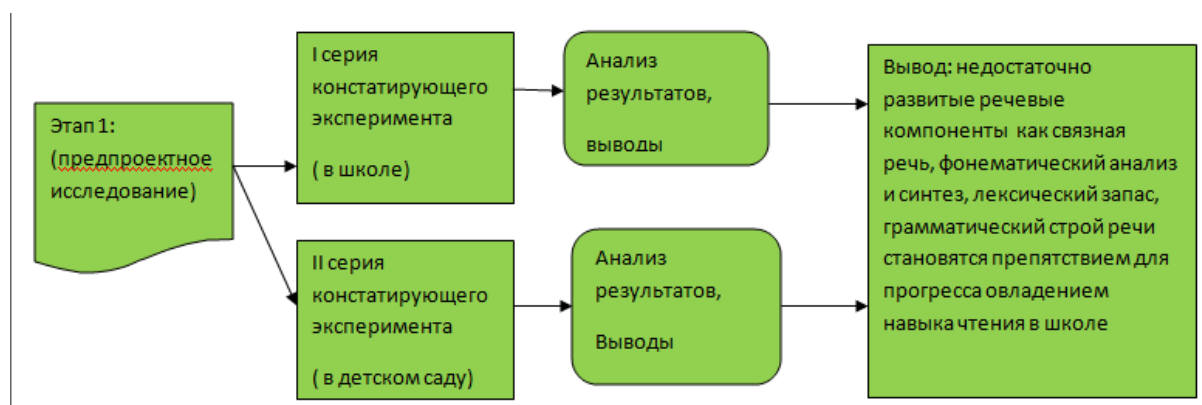 Этап 1:
(предпроектное
исследование)
I серия
констатирующего
эксперимента
( в школе)
Анализ
результатов,
выводы
II серия
констатирующего
эксперимента
( в детском саду)
Анализ
результатов,
Выводы
Вывод: недостаточно
развитые речевые
компоненты  как связная
речь, фонематический анализ
и синтез, лексический запас,
грамматический строй речи
становятся препятствием для
прогресса овладением
навыка чтения в школе